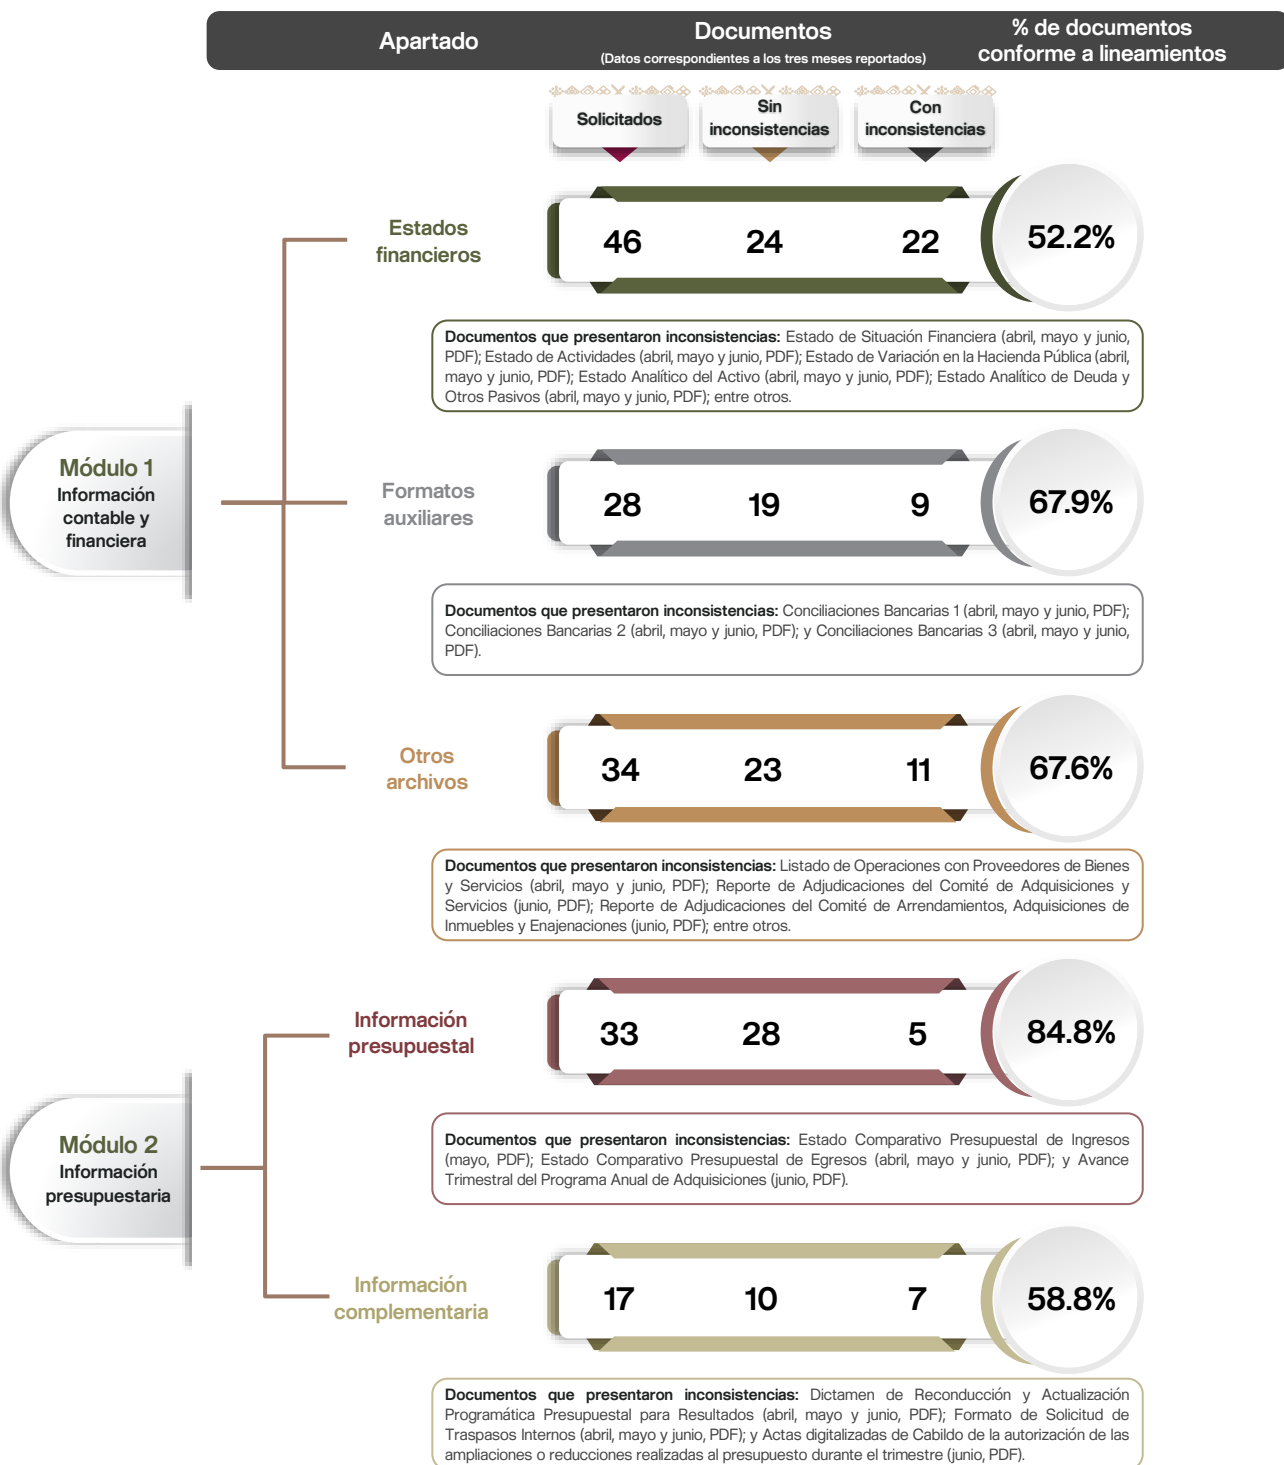 Apartado
Documentos
(Datos correspondientes a los tres meses reportados)
% de documentos
conforme a lineamientos
Solicitados
Sin
inconsistencias
Con
inconsistencias
Módulo 1
Información
contable y
financiera
Estados
financieros
46
24
22
52.2%
Documentos que presentaron inconsistencias: Estado de Situación Financiera (abril, mayo y junio,
PDF); Estado de Actividades (abril, mayo y junio, PDF); Estado de Variación en la Hacienda Pública (abril,
mayo y junio, PDF); Estado Analítico del Activo (abril, mayo y junio, PDF); Estado Analítico de Deuda y
Otros Pasivos (abril, mayo y junio, PDF); entre otros.
Formatos
auxiliares
28
19
9
67.9%
Documentos que presentaron inconsistencias: Conciliaciones Bancarias 1 (abril, mayo y junio, PDF);
Conciliaciones Bancarias 2 (abril, mayo y junio, PDF); y Conciliaciones Bancarias 3 (abril, mayo y junio,
PDF).
Otros
archivos
34
23
11
67.6%
Documentos que presentaron inconsistencias: Listado de Operaciones con Proveedores de Bienes
y Servicios (abril, mayo y junio, PDF); Reporte de Adjudicaciones del Comité de Adquisiciones y
Servicios (junio, PDF); Reporte de Adjudicaciones del Comité de Arrendamientos, Adquisiciones de
Inmuebles y Enajenaciones (junio, PDF); entre otros.
Módulo 2
Información
presupuestaria
Información
presupuestal
33
28
5
84.8%
Documentos que presentaron inconsistencias: Estado Comparativo Presupuestal de Ingresos
(mayo, PDF); Estado Comparativo Presupuestal de Egresos (abril, mayo y junio, PDF); y Avance
Trimestral del Programa Anual de Adquisiciones (junio, PDF).
Información
complementaria
17
10
7
58.8%
Documentos que presentaron inconsistencias: Dictamen de Reconducción y Actualización
Programática Presupuestal para Resultados (abril, mayo y junio, PDF); Formato de Solicitud de
Traspasos Internos (abril, mayo y junio, PDF); y Actas digitalizadas de Cabildo de la autorización de las
ampliaciones o reducciones realizadas al presupuesto durante el trimestre (junio, PDF).